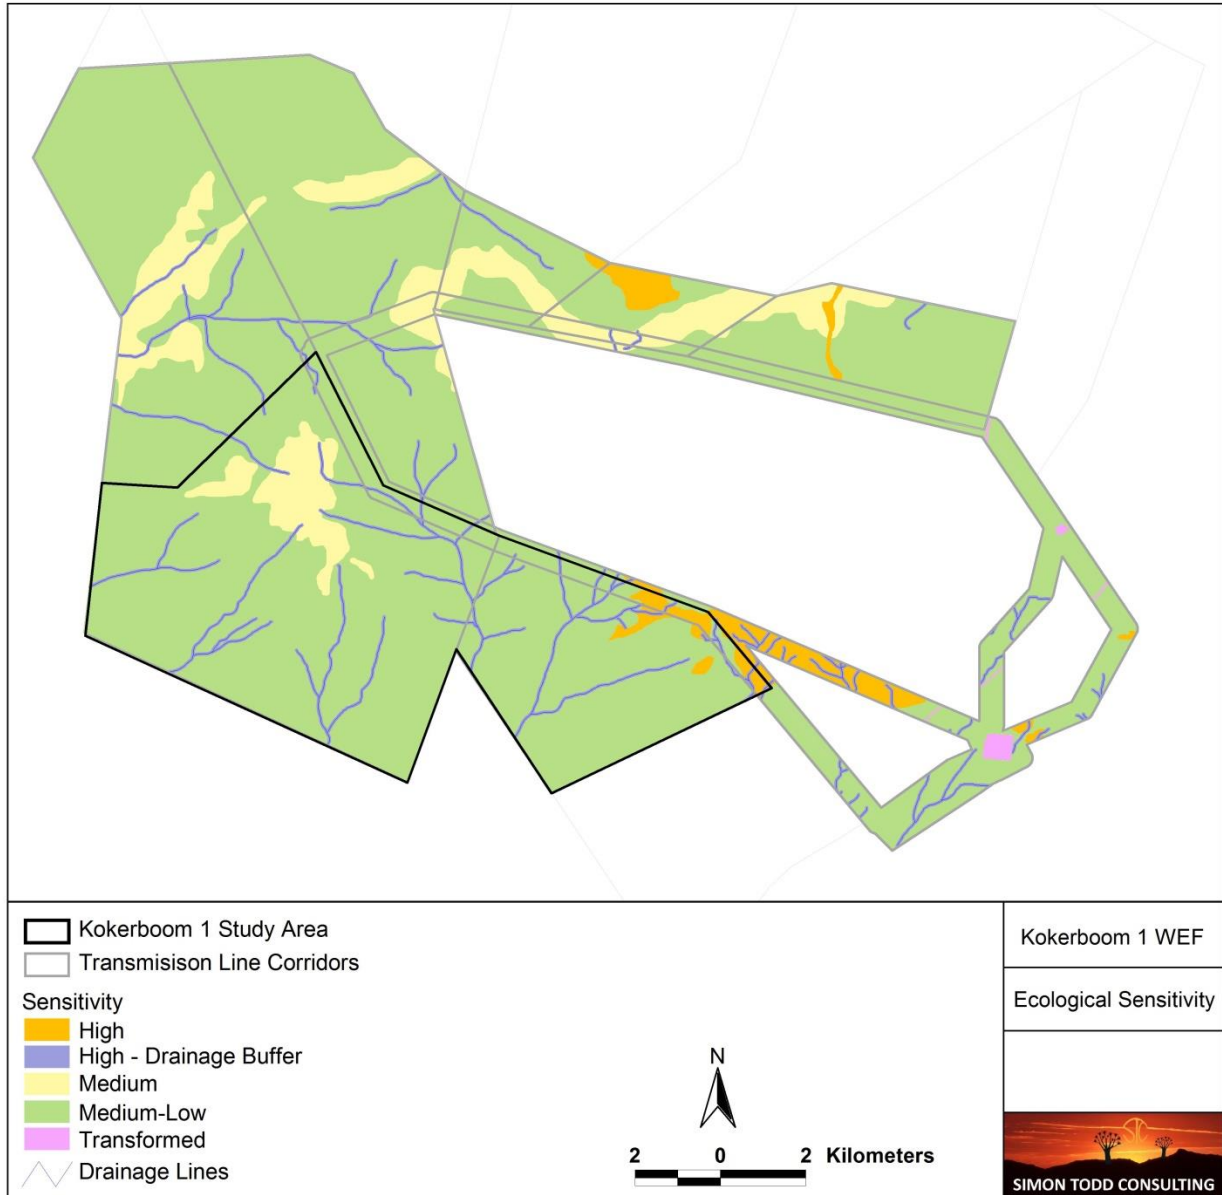 Kokerboom 1 Study Area
Transmisison Line Corridors
Sensitivity
High
High - Drainage Buffer
Medium
Medium-Low
Transformed
Drainage Lines
N
2 0 2 Kilometers
Kokerboom 1 WEF
Ecological Sensitivity
SIMON TODD CONSULTING